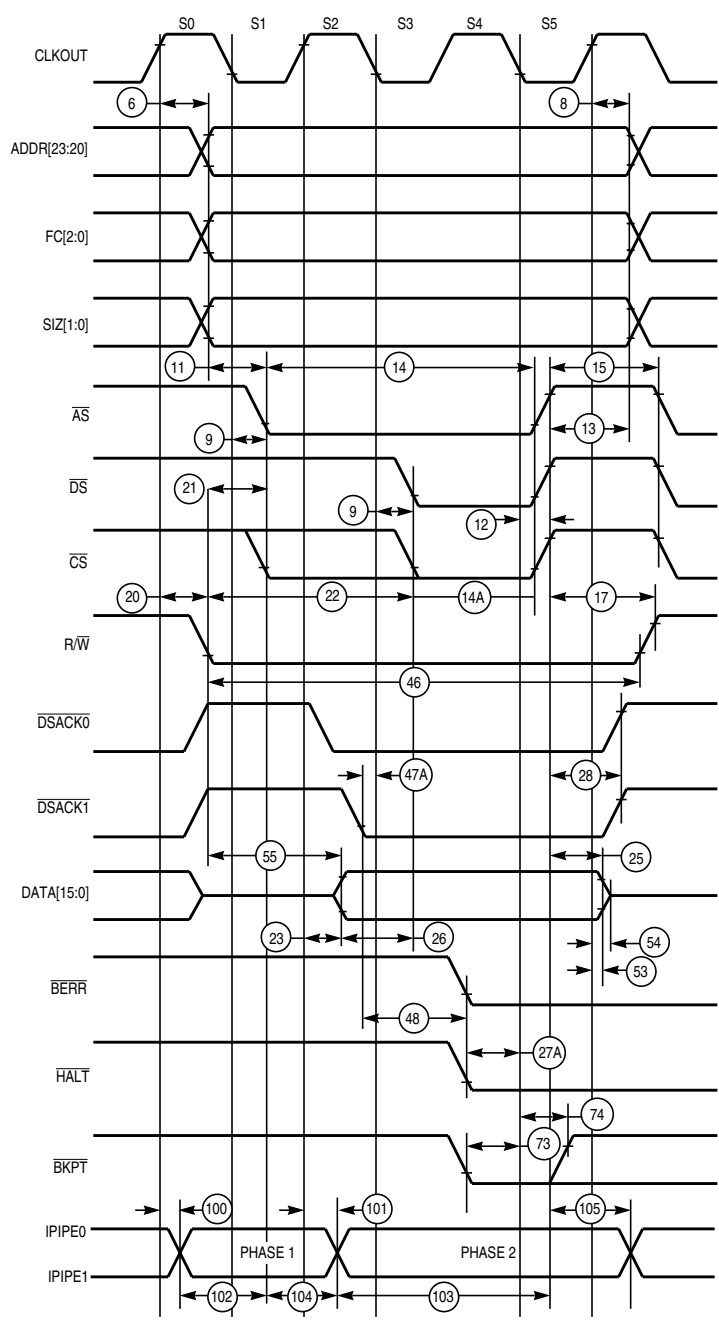 S0 S1 S2 S3 S4 S5
CLKOUT
6 8
ADDR[23:20]
FC[2:0]
SIZ[1:0]
11 14 15
AS
9 13
21
DS
9 12
CS
20 22 14A 17
R/W
46
DSACK0
47A 28
DSACK1
55 25
DATA[15:0]
23 26 54
53
BERR
48
27A
HALT
74
73
BKPT
100 101 105
IPIPE0
PHASE 1 PHASE 2
IPIPE1
102 104 103